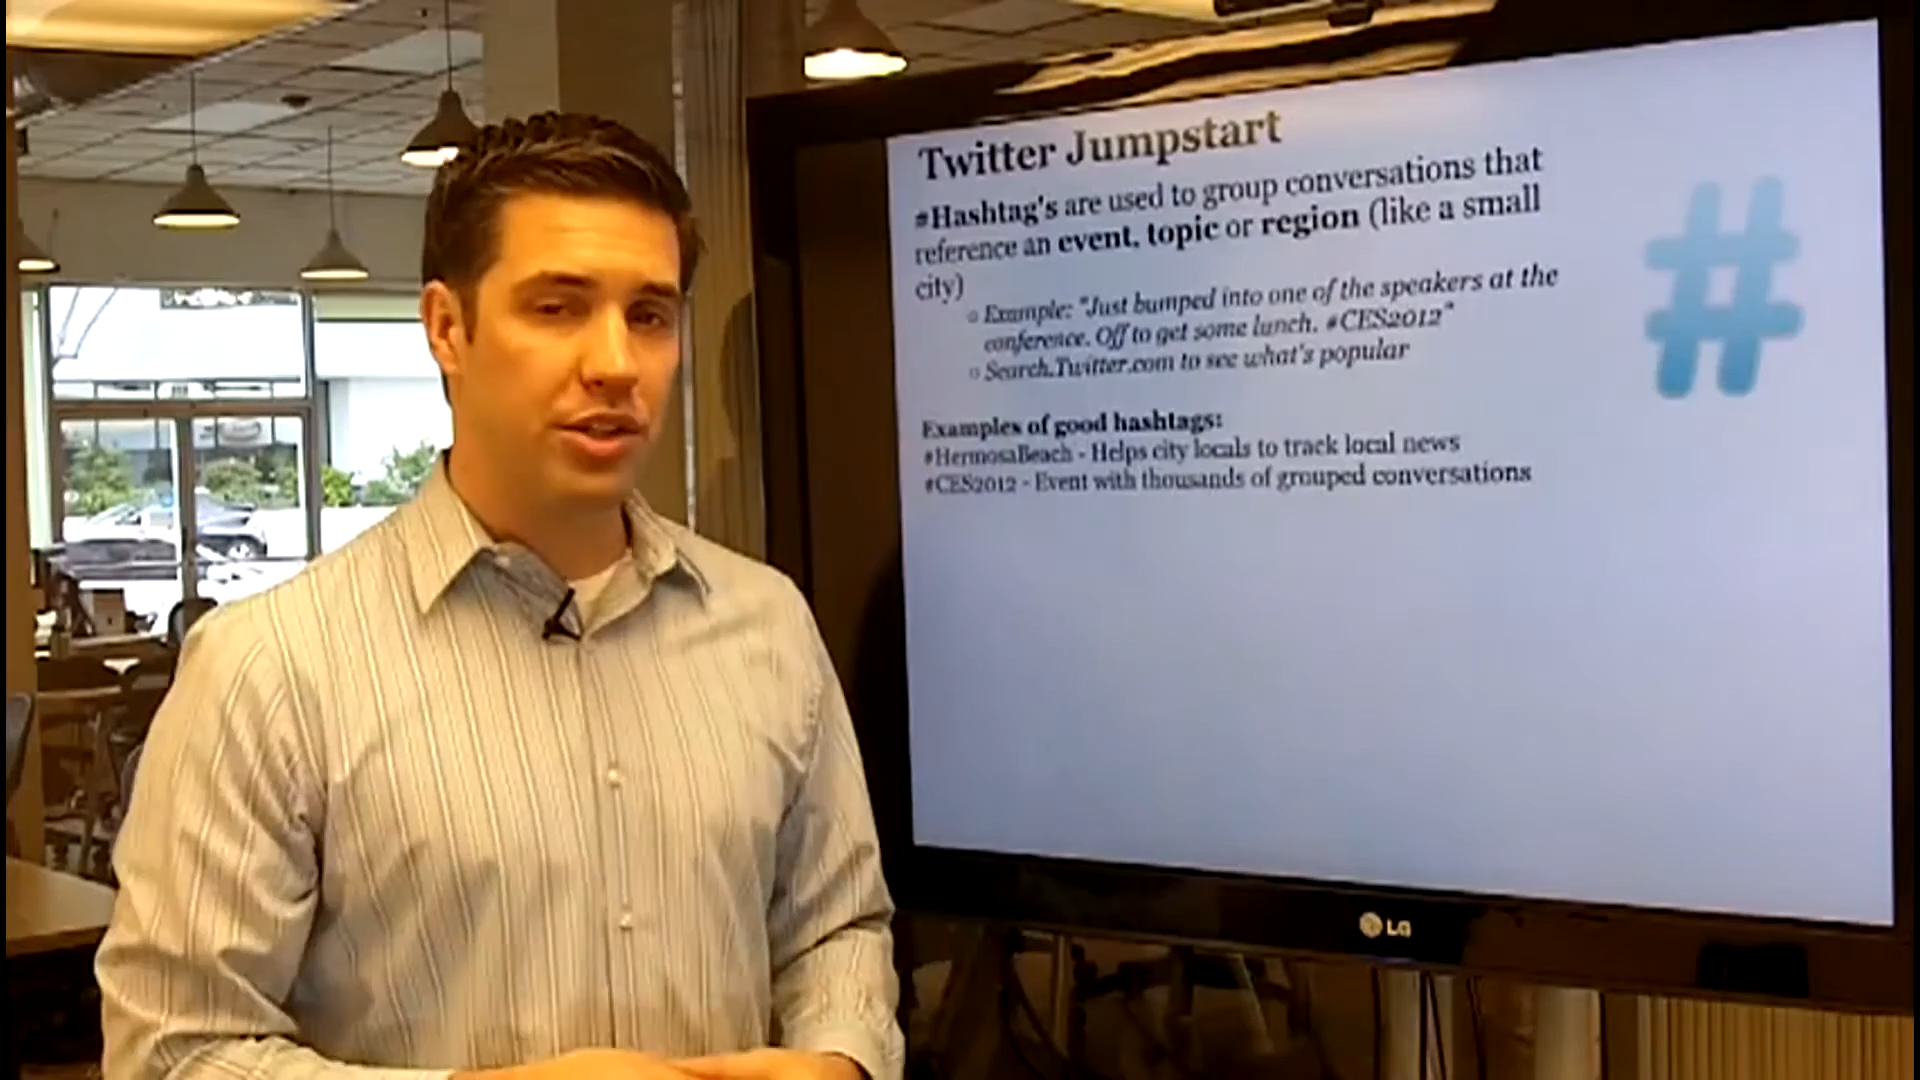 Twitter Jumpstart
#Hashtag's are used to group conversations that
reference an event, topic or region (like a small
city)
Example: "Just bumped into one of the speakers at the
conference. Off to get some lunch. #CES2012"
Search.Twitter.com to see what's popular
#
Examples of good hashtags:
#HermosaBeach - Helps city locals to track local news
#CES2012 - Event with thousands of grouped conversations
LG